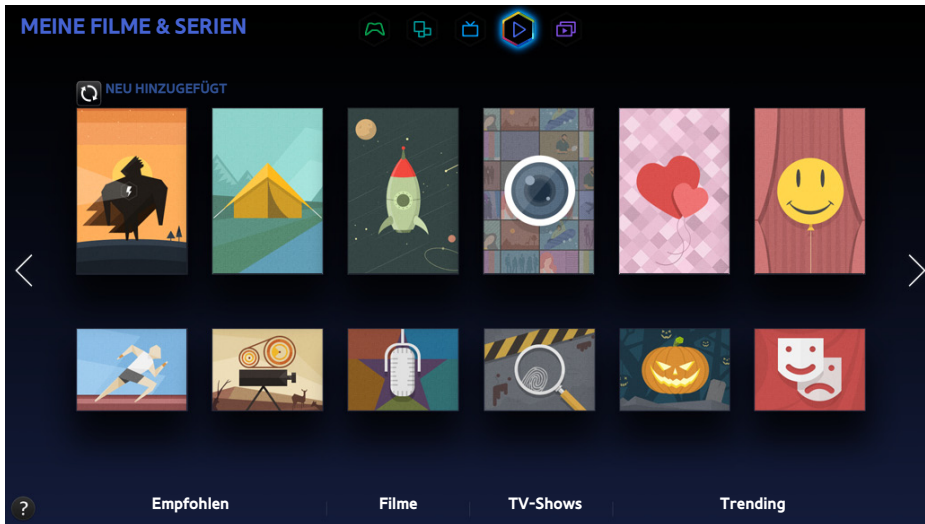 MEINE FILME & SERIEN
NEU HINZUGEFÜGT
?
Empfohlen
Filme
TV-Shows
Trending